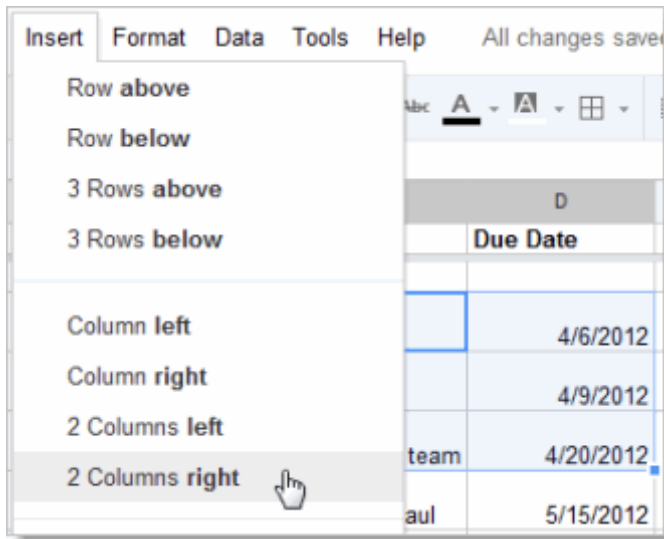 Insert Format Data Tools Help All changes save
Row above
Row below
Abc A A
3 Rows above
3 Rows below
D
Due Date
Column left
4/6/2012
Column right
4/9/2012
2 Columns left
team 4/20/2012
2 Columns right
aul 5/15/2012